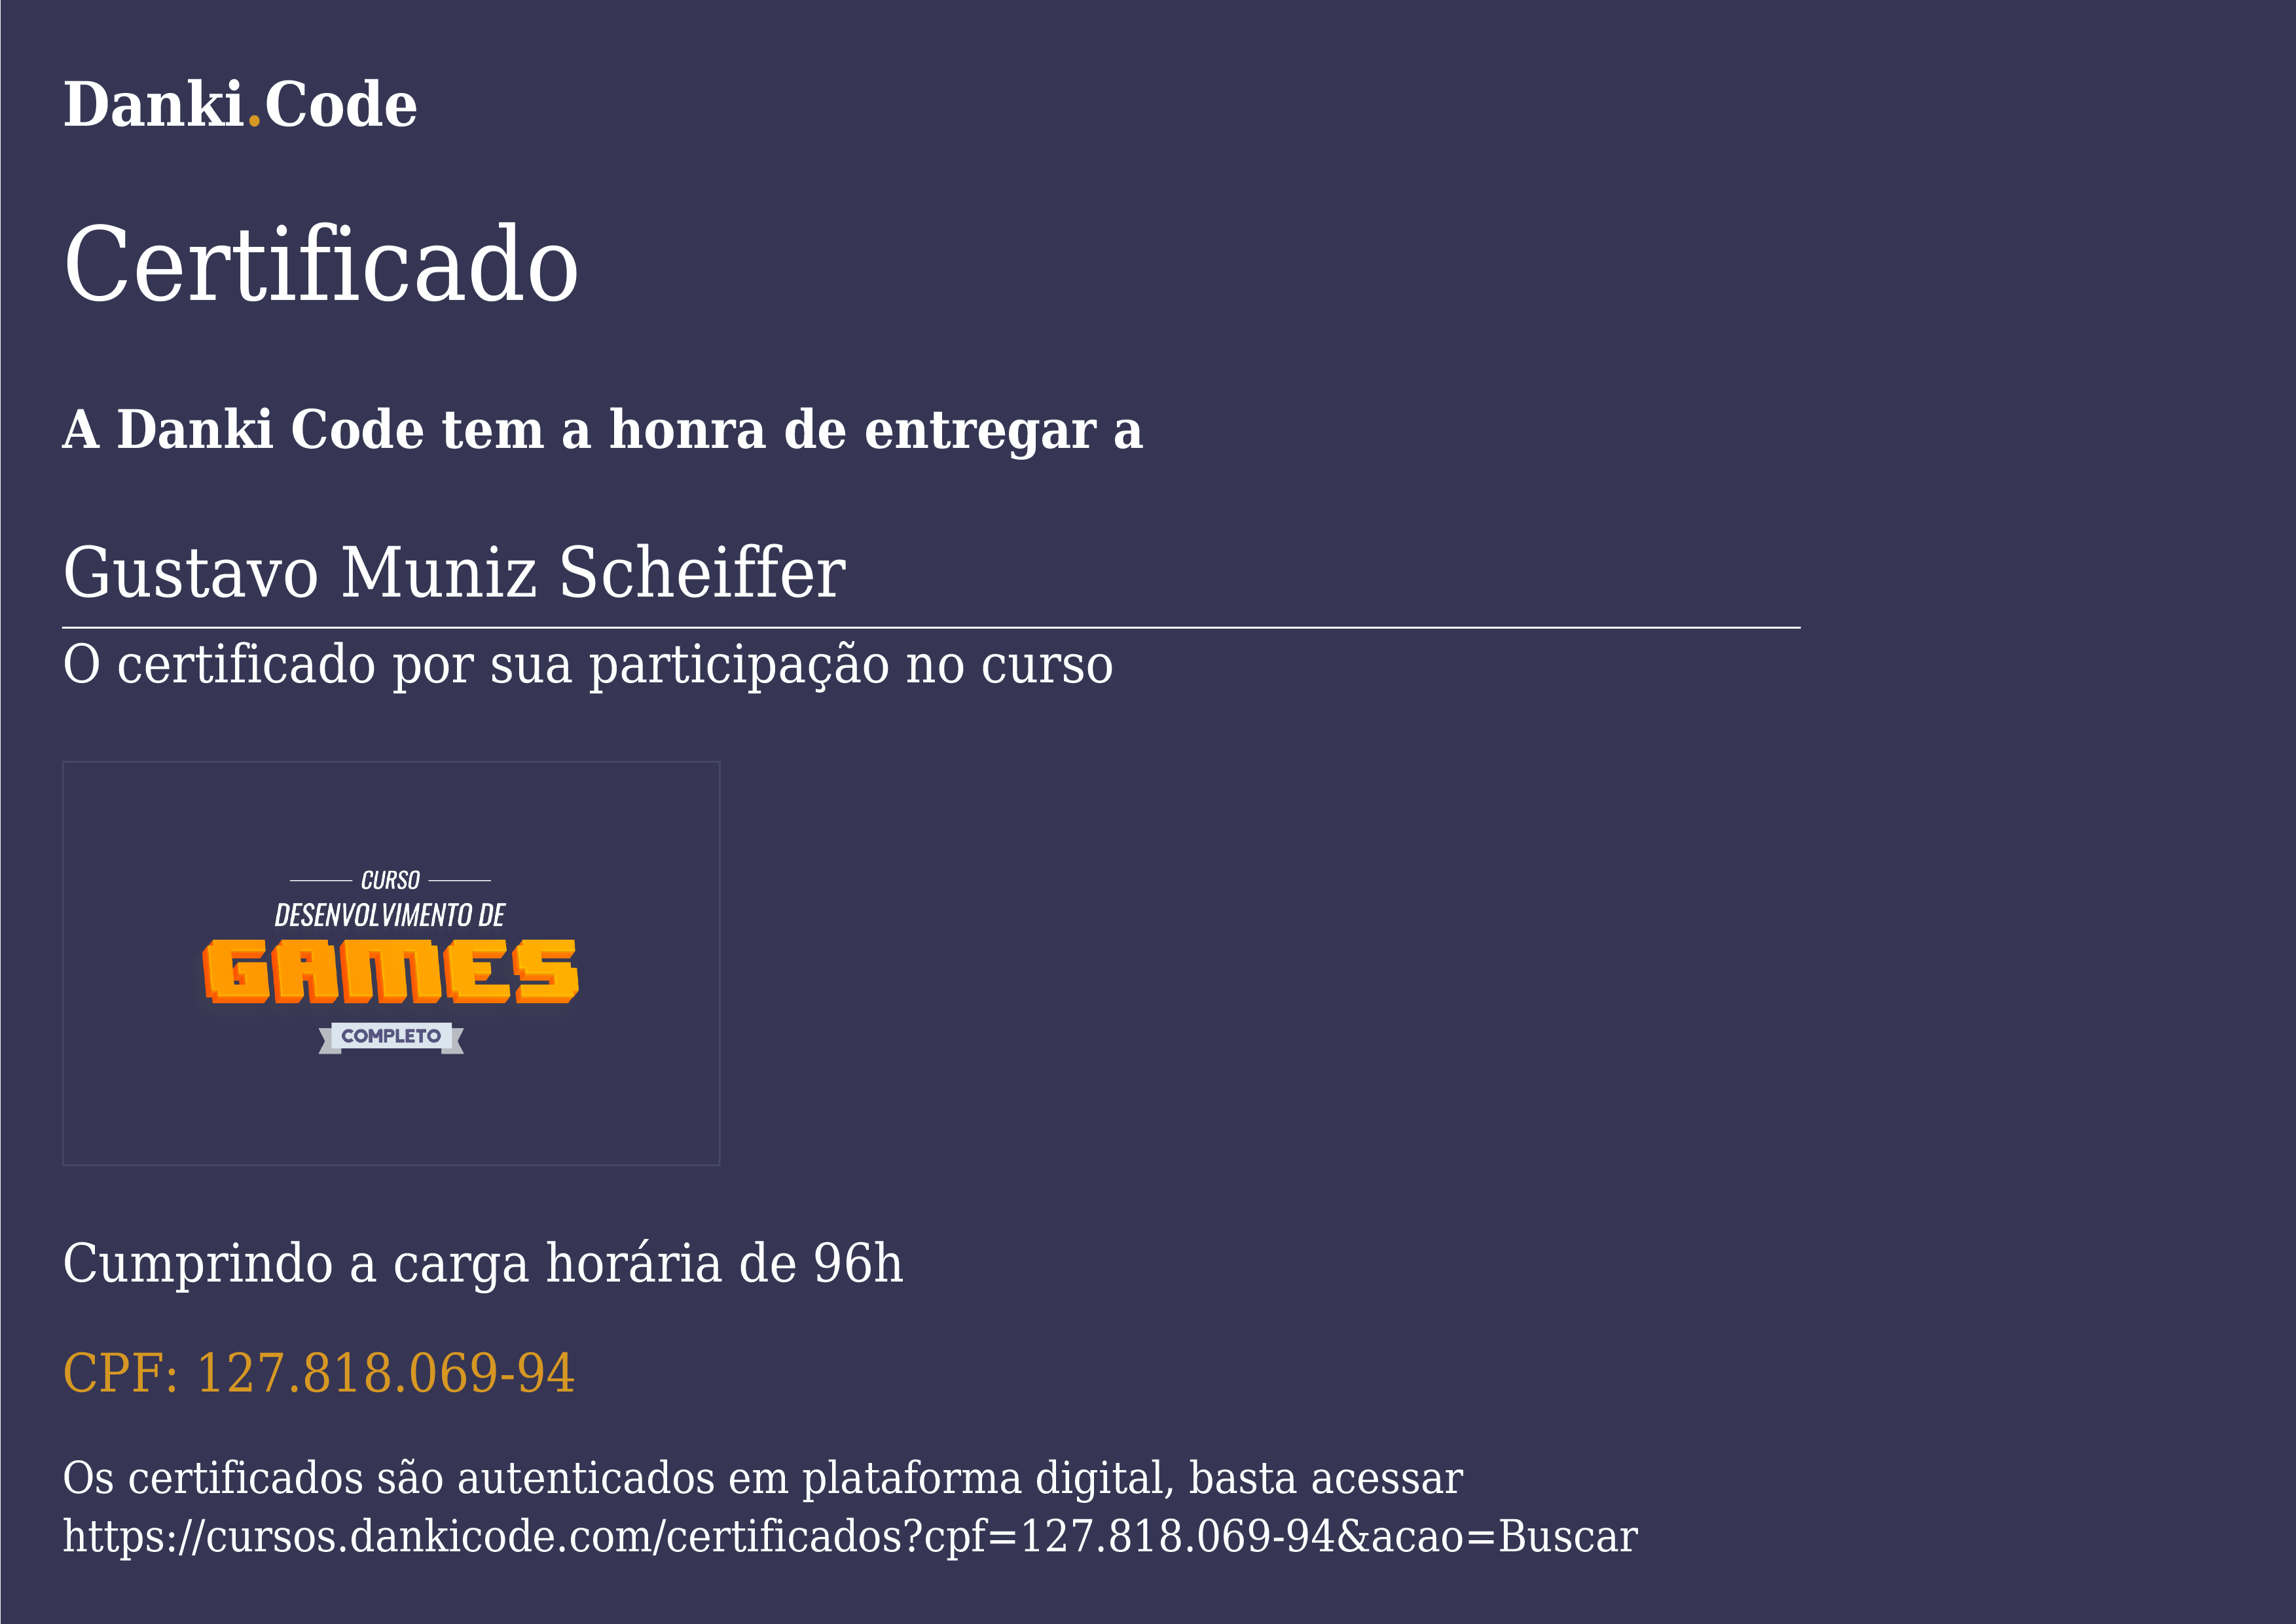 Danki.Code
Certificado
A Danki Code tem a honra de entregar a
Gustavo Muniz Scheiffer
O certificado por sua participação no curso
CURSO
DESENVOLVIMENTO DE
GAMES
COMPLETO
Cumprindo a carga horária de 96h
CPF: 127.818.069-94
Os certificados são autenticados em plataforma digital, basta acessar
https://cursos.dankicode.com/certificados?cpf=127.818.069-94&acao=Buscar